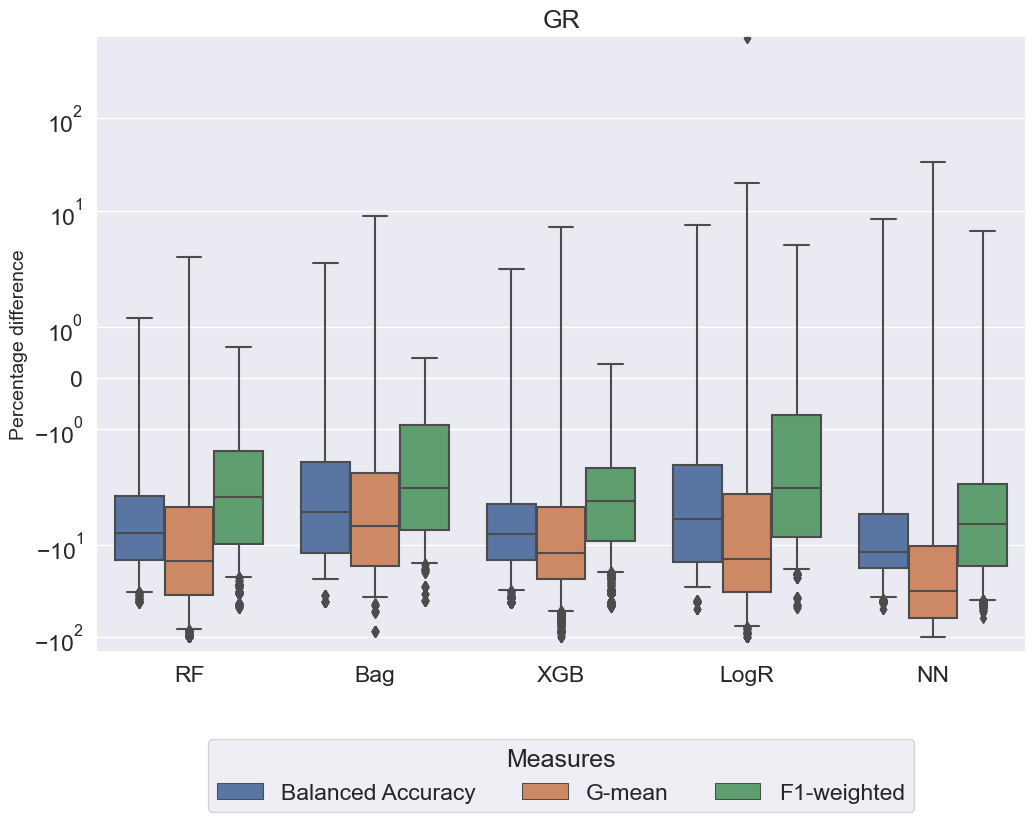 GR
Percentage difference
10^2
10^1
10^0
0
−10^0
−10^1
−10^2
RF Bag XGB LogR NN
Measures
Balanced Accuracy G-mean F1-weighted